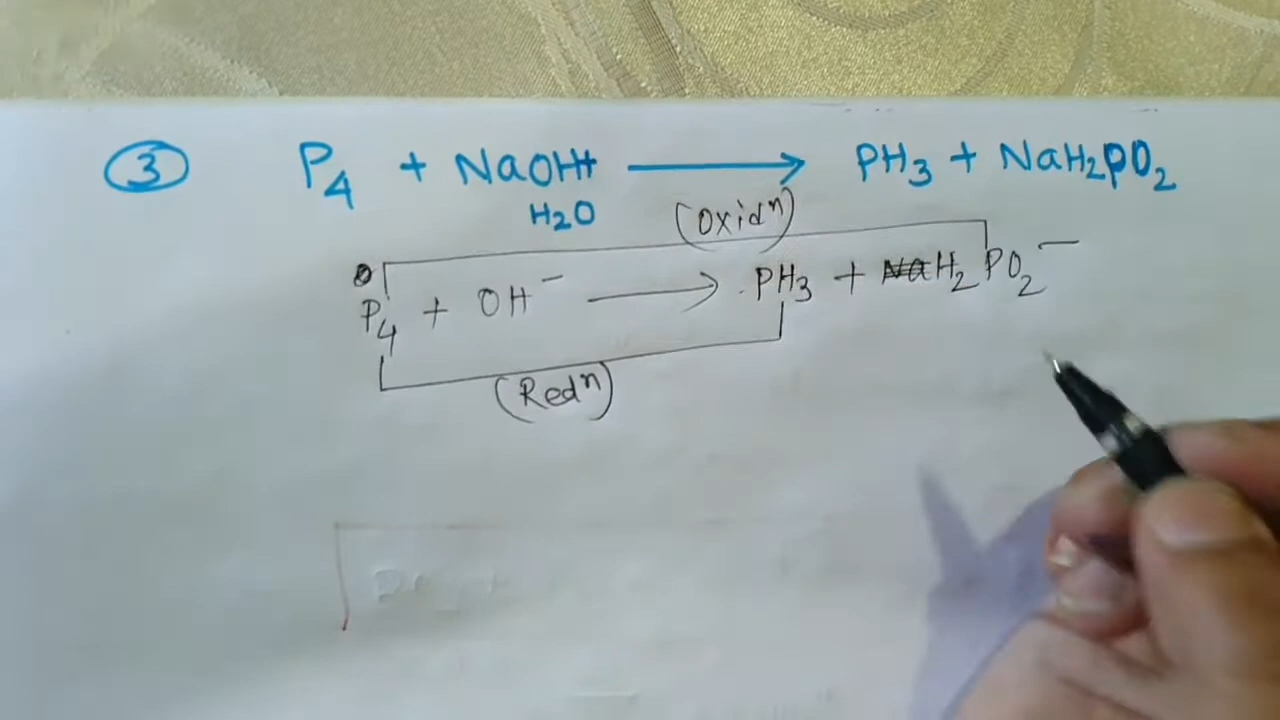 ③ P₄ + NaOH ⟶ PH₃ + NaH₂PO₂
H₂O
(Oxidⁿ)
0
P₄ + OH⁻ ⟶ PH₃ + NaH₂PO₂⁻
(Redⁿ)